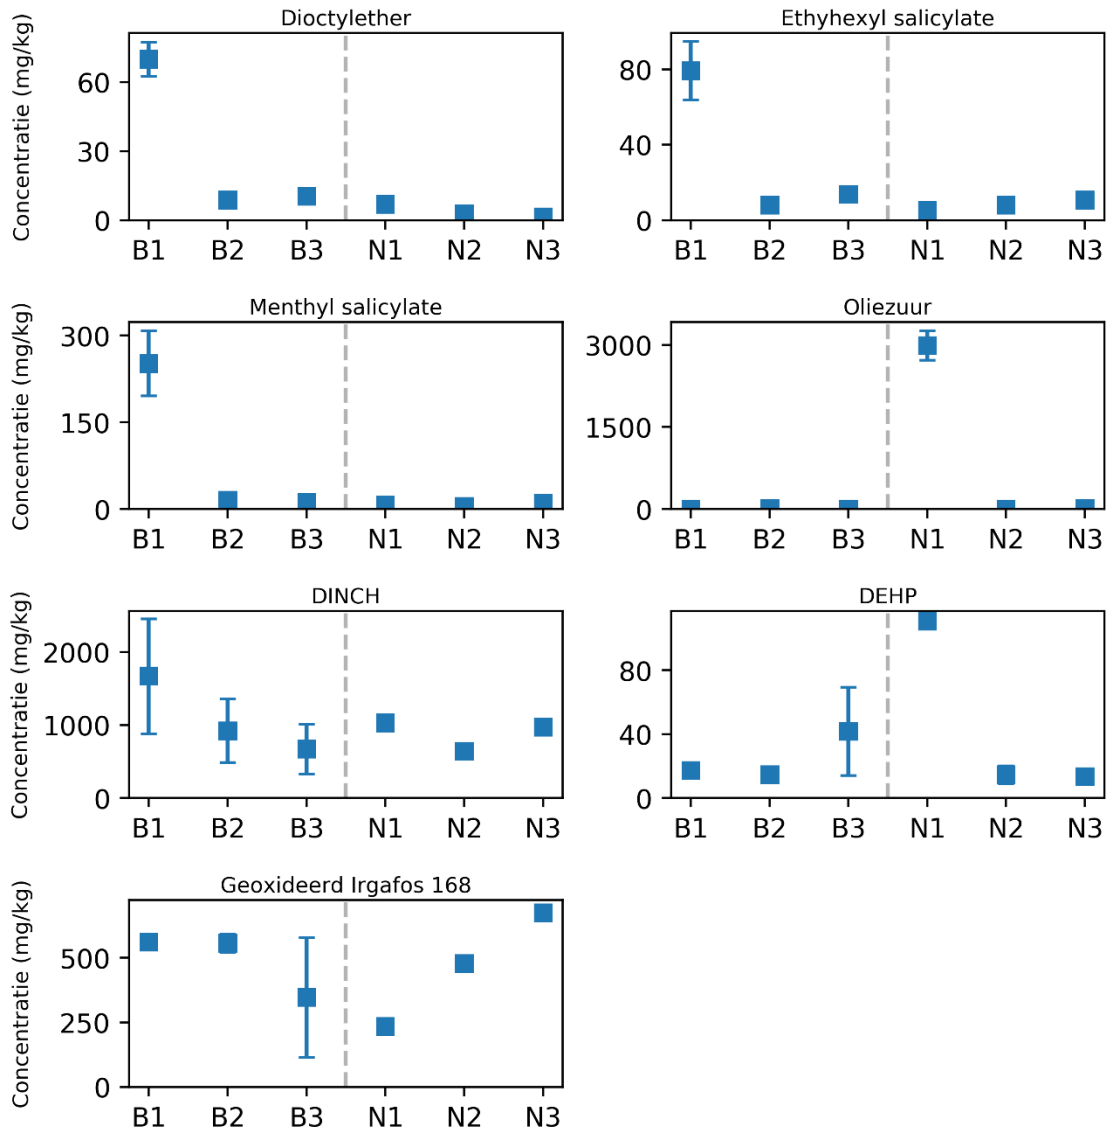 Dioctylether
Concentratie (mg/kg)
60
30
0
B1 B2 B3 N1 N2 N3
Ethyhexyl salicylate
80
40
0
B1 B2 B3 N1 N2 N3
Menthyl salicylate
Concentratie (mg/kg)
300
150
0
B1 B2 B3 N1 N2 N3
Oliezuur
3000
1500
0
B1 B2 B3 N1 N2 N3
DINCH
Concentratie (mg/kg)
2000
1000
0
B1 B2 B3 N1 N2 N3
DEHP
80
40
0
B1 B2 B3 N1 N2 N3
Geoxideerd Irgafos 168
Concentratie (mg/kg)
500
250
0
B1 B2 B3 N1 N2 N3